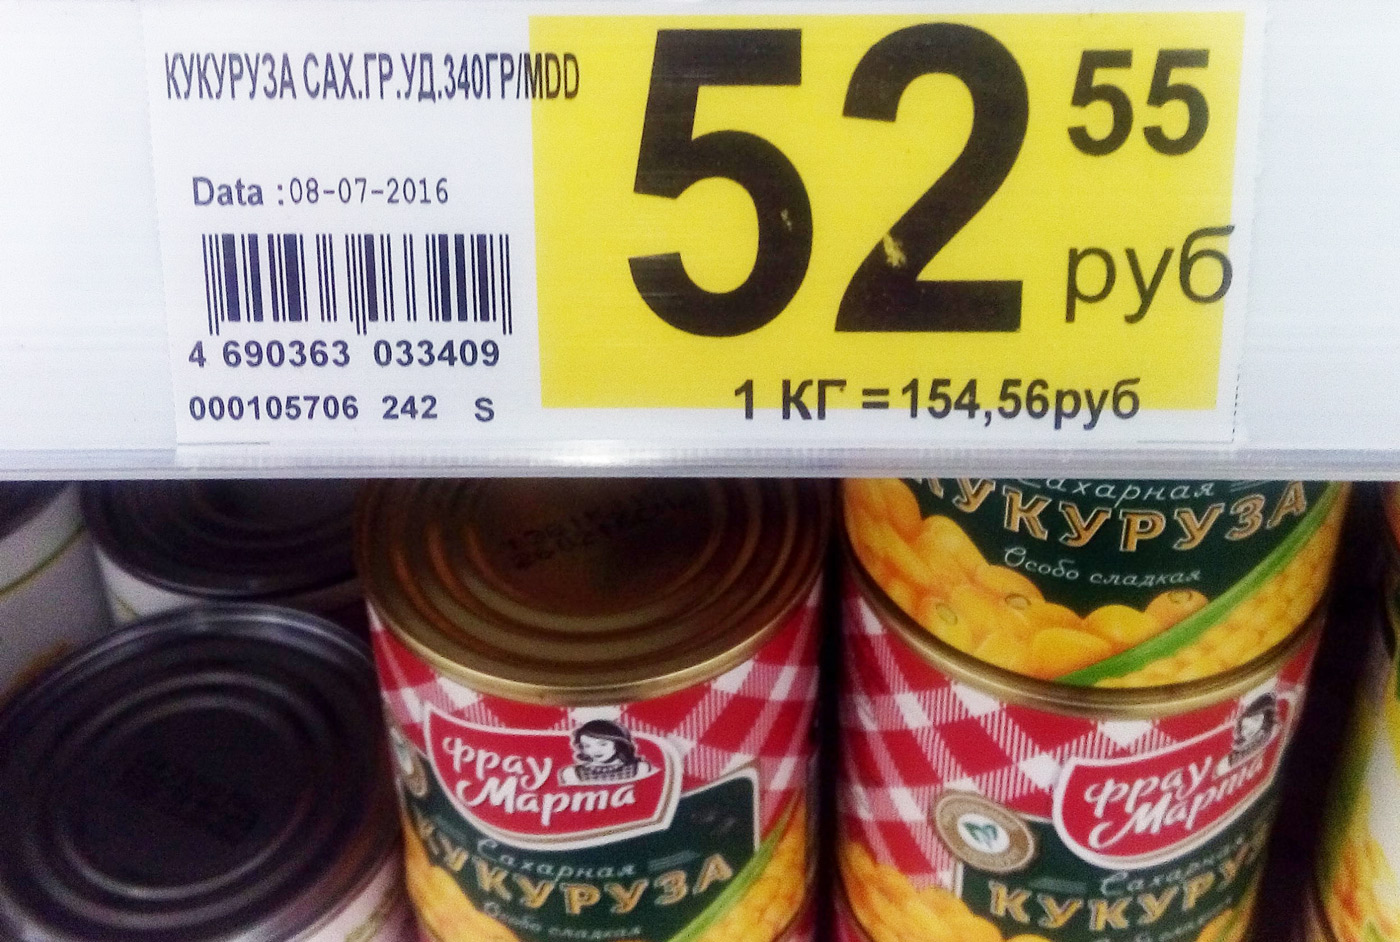 КУКУРУЗА САХ.ГР.УД.340ГР/MDD
52 55
руб
Data :08-07-2016
4 690363 033409
000105706 242 S
1 КГ =154,56руб
Сахарная
КУКУРУЗА
Особо сладкая
Фрау
Марта
Сахарная
КУКУРУЗА
Особо сладкая
Фрау
Марта
Сахарная